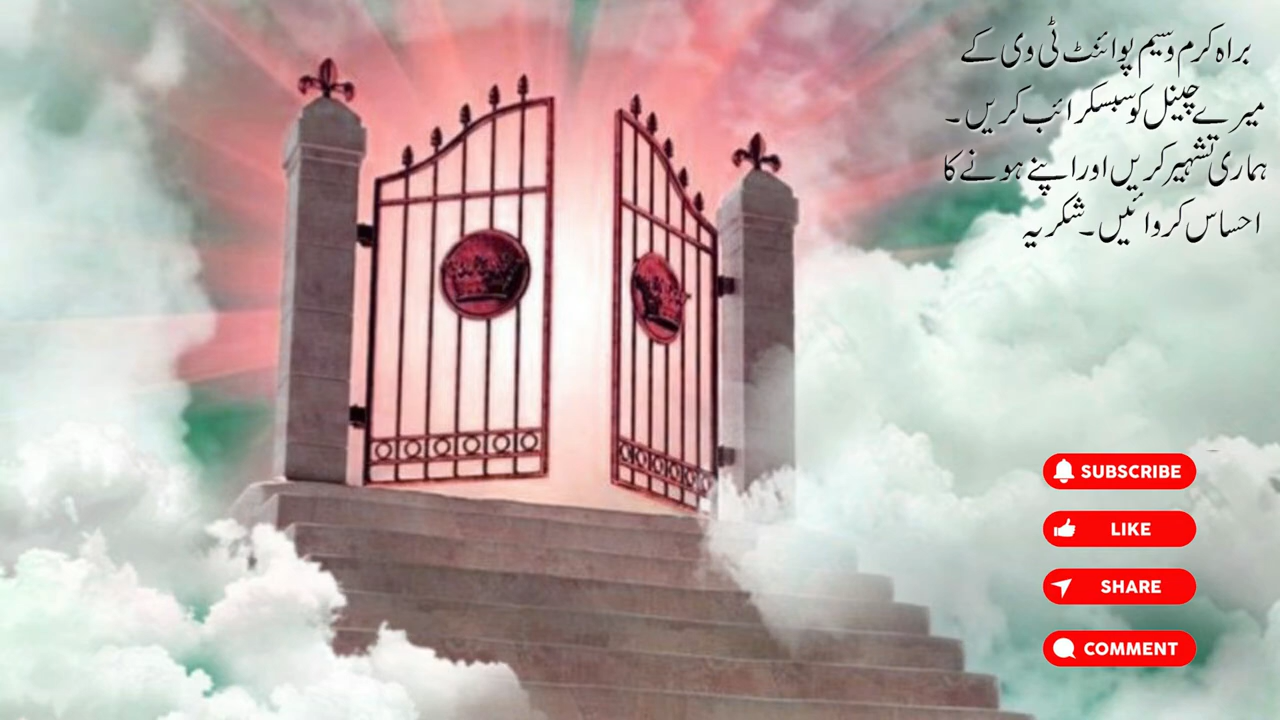 براہ کرم وسیم پوائنٹ ٹی وی کے
میرے چینل کو سبسکرائب کریں ۔
ہماری تشہیر کریں اور اپنے ہونے کا
احساس کروائیں ۔ شکریہ
SUBSCRIBE
LIKE
SHARE
COMMENT